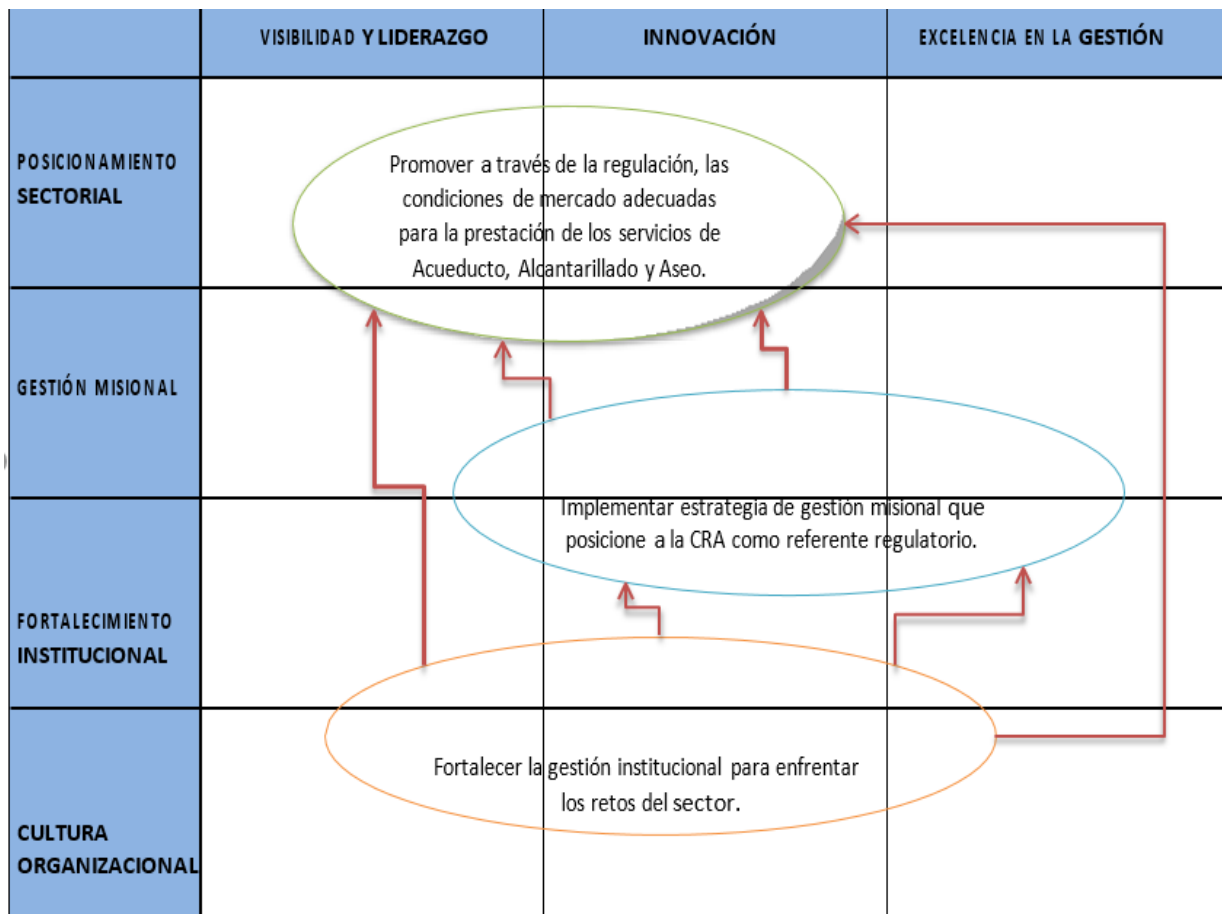 VISIBILIDAD Y LIDERAZGO
INNOVACIÓN
EXCELENCIA EN LA GESTIÓN
POSICIONAMIENTO
SECTORIAL
Promover a través de la regulación, las
condiciones de mercado adecuadas
para la prestación de los servicios de
Acueducto, Alcantarillado y Aseo.
GESTIÓN MISIONAL
Implementar estrategia de gestión misional que
posicione a la CRA como referente regulatorio.
FORTALECIMIENTO
INSTITUCIONAL
Fortalecer la gestión institucional para enfrentar
los retos del sector.
CULTURA
ORGANIZACIONAL